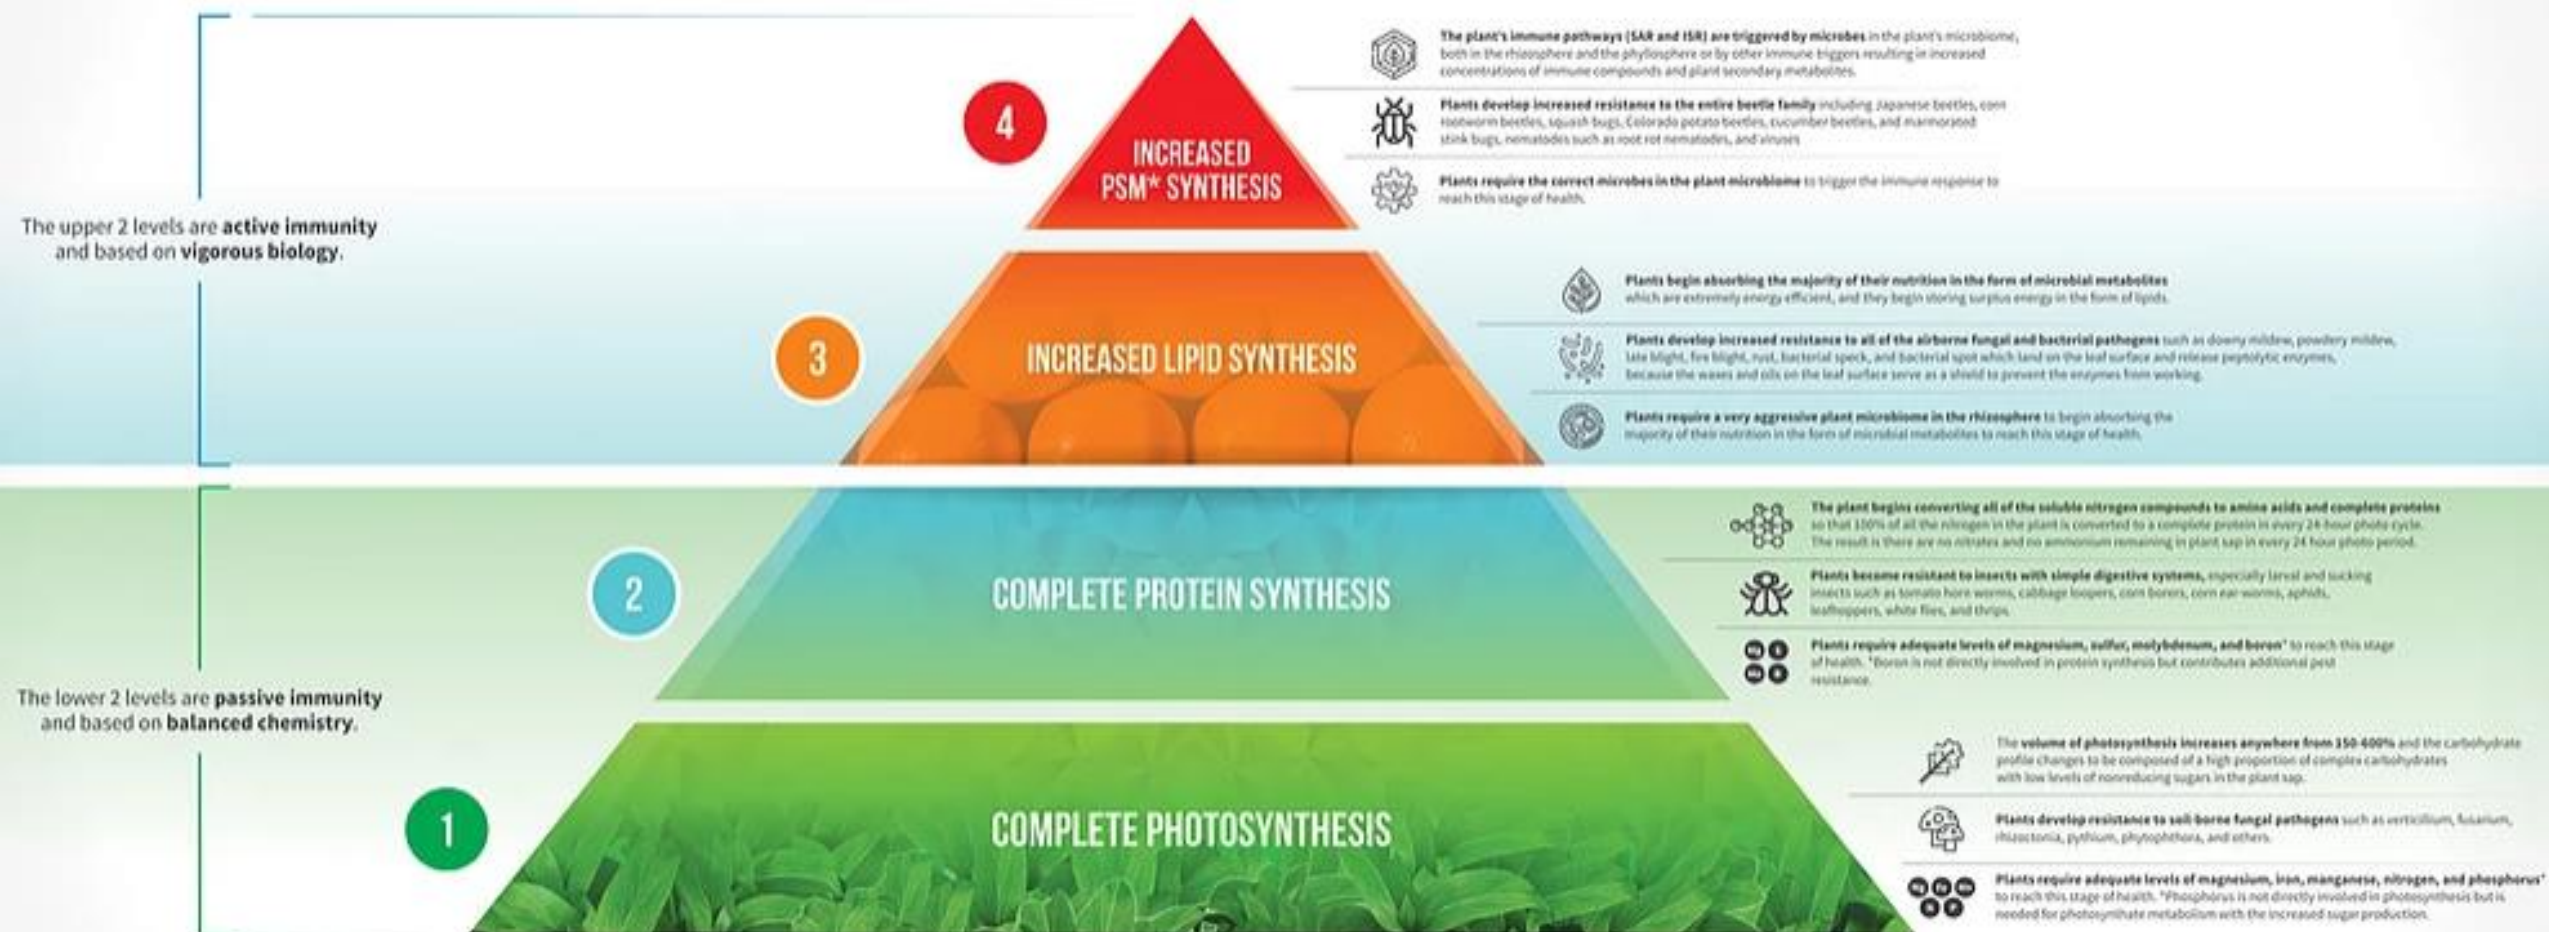 4
INCREASED
PSM* SYNTHESIS
The plant's immune pathways (SAR and ISR) are triggered by microbes in the plant's microbiome,
both in the rhizosphere and the phyllosphere or by other immune triggers resulting in increased
concentrations of immune compounds and plant secondary metabolites.
Plants develop increased resistance to the entire beetle family including Japanese beetles, corn
rootworm beetles, squash bugs, Colorado potato beetles, cucumber beetles, and marmorated
stink bugs, nematodes such as root rot nematodes, and viruses
Plants require the correct microbes in the plant microbiome to trigger the immune response to
reach this stage of health.
The upper 2 levels are active immunity
and based on vigorous biology.
3
INCREASED LIPID SYNTHESIS
Plants begin absorbing the majority of their nutrition in the form of microbial metabolites
which are extremely energy efficient, and they begin storing surplus energy in the form of lipids.
Plants develop increased resistance to all of the airborne fungal and bacterial pathogens such as downy mildew, powdery mildew,
late blight, fire blight, rust, bacterial speck, and bacterial spot which land on the leaf surface and release peptolytic enzymes,
because the waxes and oils on the leaf surface serve as a shield to prevent the enzymes from working.
Plants require a very aggressive plant microbiome in the rhizosphere to begin absorbing the
majority of their nutrition in the form of microbial metabolites to reach this stage of health.
2
COMPLETE PROTEIN SYNTHESIS
The plant begins converting all of the soluble nitrogen compounds to amino acids and complete proteins
so that 100% of all the nitrogen in the plant is converted to a complete protein in every 24-hour photo cycle.
The result is there are no nitrates and no ammonium remaining in plant sap in every 24 hour photo period.
Plants become resistant to insects with simple digestive systems, especially larval and sucking
insects such as tomato horn worms, cabbage loopers, corn borers, corn ear worms, aphids,
leafhoppers, white flies, and thrips.
Plants require adequate levels of magnesium, sulfur, molybdenum, and boron* to reach this stage
of health. *Boron is not directly involved in protein synthesis but contributes additional pest
resistance.
The lower 2 levels are passive immunity
and based on balanced chemistry.
1
COMPLETE PHOTOSYNTHESIS
The volume of photosynthesis increases anywhere from 150-600% and the carbohydrate
profile changes to be composed of a high proportion of complex carbohydrates
with low levels of nonreducing sugars in the plant sap.
Plants develop resistance to soil-borne fungal pathogens such as verticillium, fusarium,
rhizoctonia, pythium, phytophthora, and others.
Plants require adequate levels of magnesium, iron, manganese, nitrogen, and phosphorus*
to reach this stage of health. *Phosphorus is not directly involved in photosynthesis but is
needed for photosynthate metabolism with the increased sugar production.